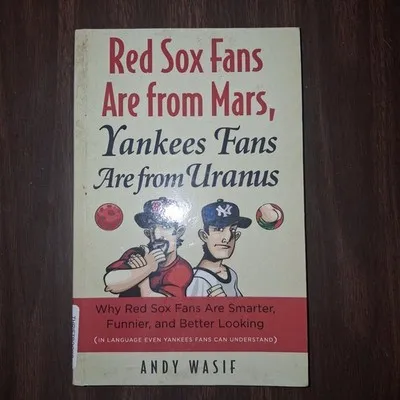 Red Sox Fans
Are from Mars,
Yankees Fans
Are from Uranus
Why Red Sox Fans Are Smarter,
Funnier, and Better Looking
(IN LANGUAGE EVEN YANKEES FANS CAN UNDERSTAND)
ANDY WASIF